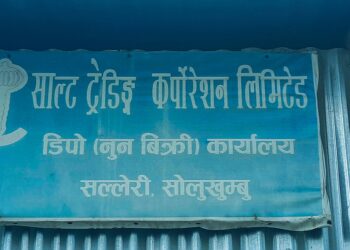 साल्ट ट्रेडिङ्ग कर्पोरेशन लिमिटेड
डिपो (नुन बिक्री) कार्यालय
सल्लेरी, सोलुखुम्बु